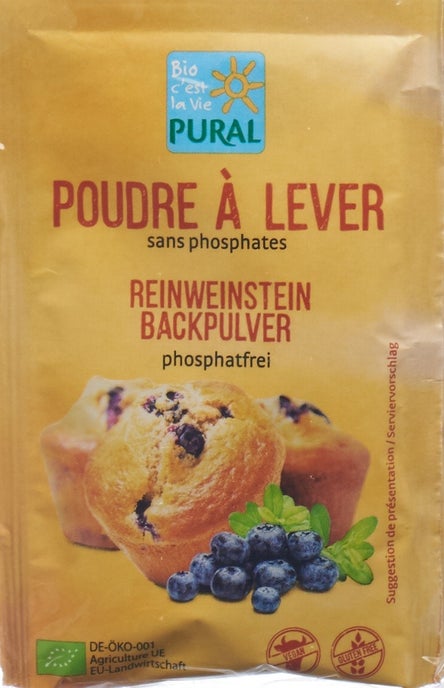 Bio
c'est
la Vie
PURAL
POUDRE À LEVER
sans phosphates
REINWEINSTEIN
BACKPULVER
phosphatfrei
Suggestion de présentation / Serviervorschlag
DE-ÖKO-001
Agriculture UE
EU-Landwirtschaft
VEGAN
GLUTEN FREE